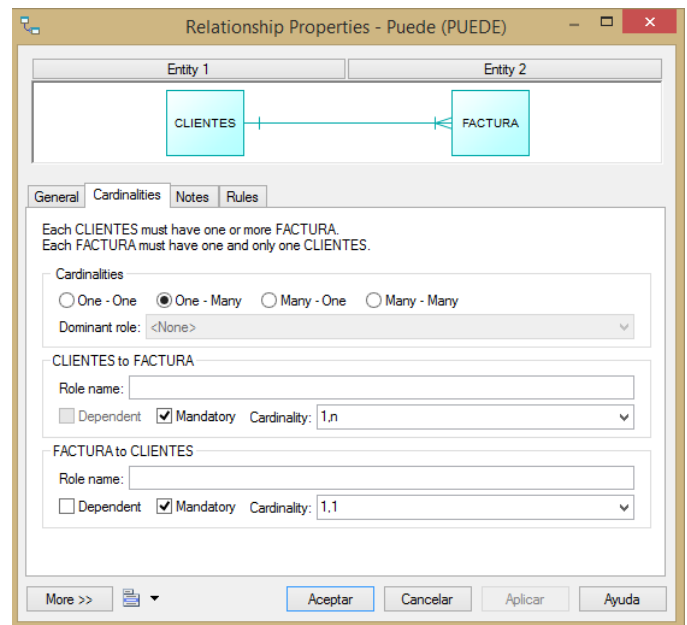 Relationship Properties - Puede (PUEDE)
Entity 1 Entity 2
CLIENTES FACTURA
General Cardinalities Notes Rules
Each CLIENTES must have one or more FACTURA.
Each FACTURA must have one and only one CLIENTES.
Cardinalities
One - One One - Many Many - One Many - Many
Dominant role: <None>
CLIENTES to FACTURA
Role name:
Dependent Mandatory Cardinality: 1,n
FACTURA to CLIENTES
Role name:
Dependent Mandatory Cardinality: 1,1
More >> Aceptar Cancelar Aplicar Ayuda